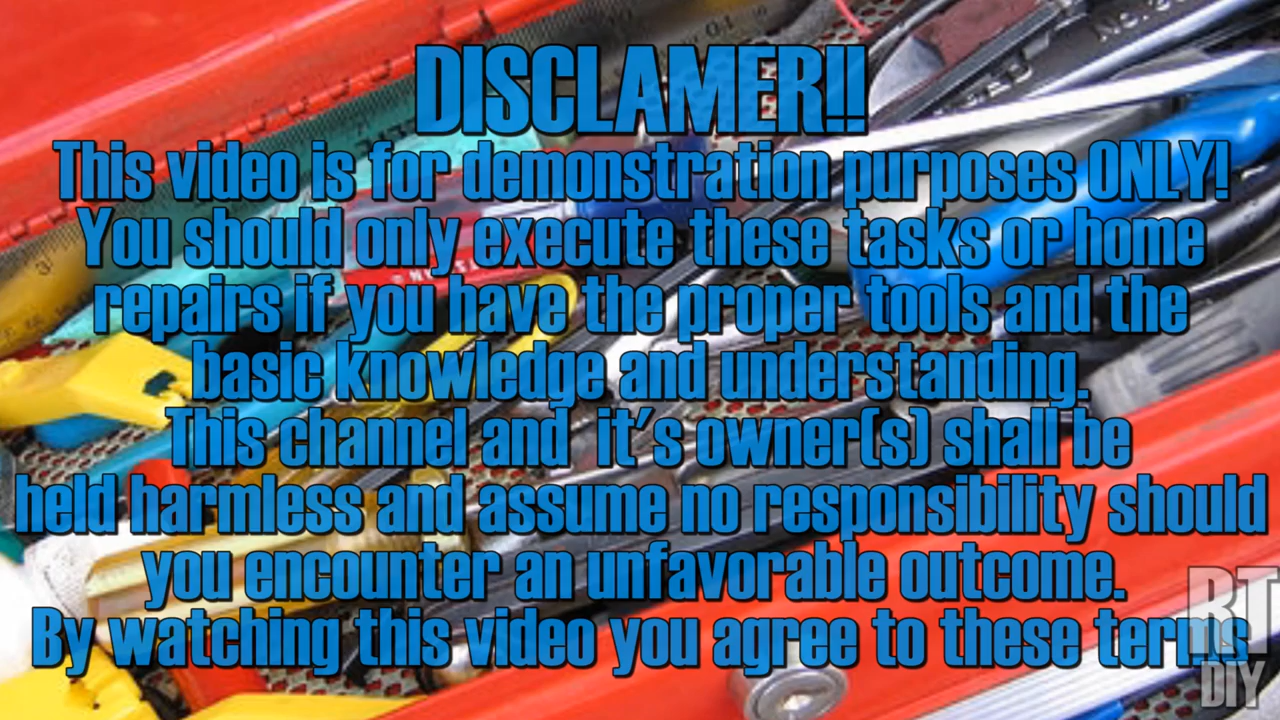 DISCLAMER!!
This video is for demonstration purposes ONLY!
You should only execute these tasks or home
repairs if you have the proper tools and the
basic knowledge and understanding.
This channel and it's owner(s) shall be
held harmless and assume no responsibility should
you encounter an unfavorable outcome.
By watching this video you agree to these terms
RT
DIY